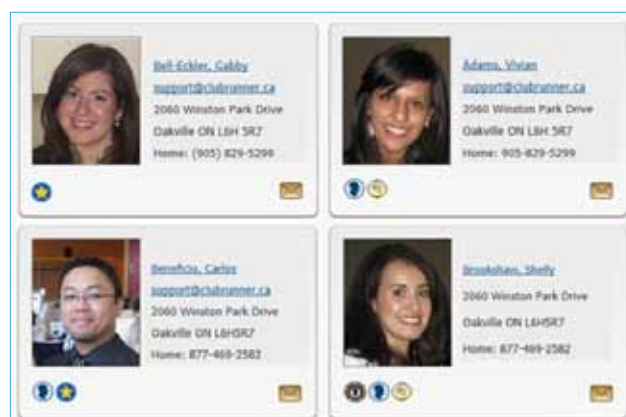 Bell-Eckler, Gabby
support@clubrunner.ca
2060 Winston Park Drive
Oakville ON L6H 5R7
Home: (905) 829-5299
Adams, Vivian
support@clubrunner.ca
2060 Winston Park Drive
Oakville ON L6H 5R7
Home: 905-829-5299
Beneficio, Carlos
support@clubrunner.ca
2060 Winston Park Drive
Oakville ON L6H5R7
Home: 877-469-2582
Brookshaw, Shelly
2060 Winston Park Drive
Oakville ON L6H5R7
Home: 877-469-2582